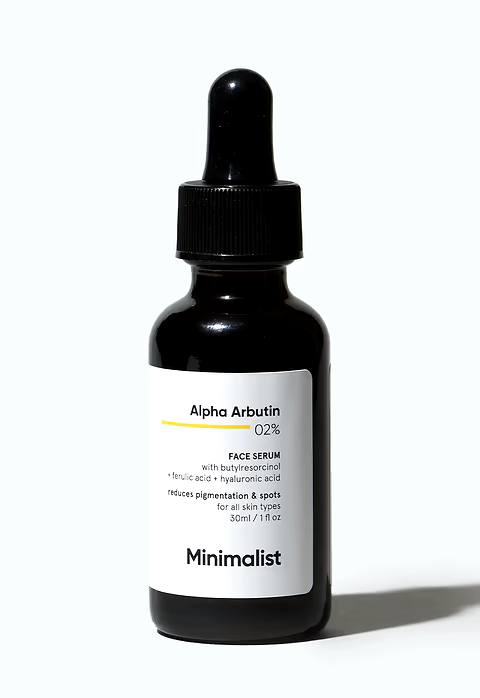 Alpha Arbutin
02%
FACE SERUM
with butylresorcinol
+ ferulic acid + hyaluronic acid
reduces pigmentation & spots
for all skin types
30ml / 1 fl oz
Minimalist